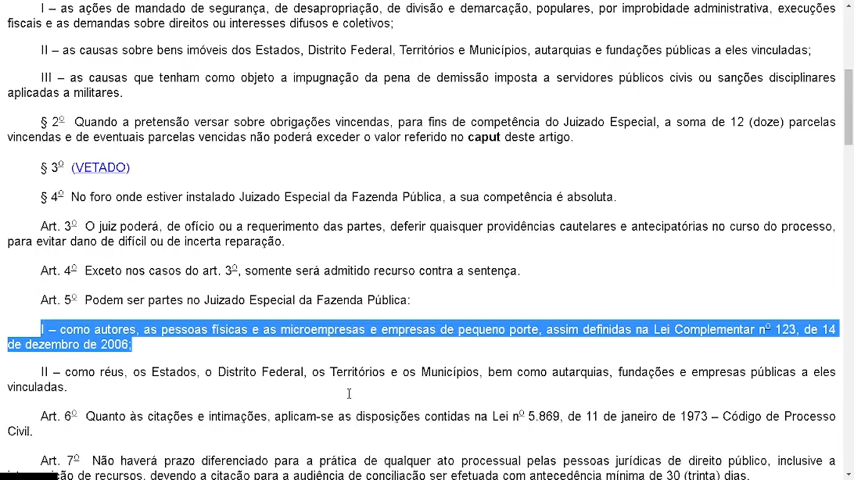 I – as ações de mandado de segurança, de desapropriação, de divisão e demarcação, populares, por improbidade administrativa, execuções
fiscais e as demandas sobre direitos ou interesses difusos e coletivos;
II – as causas sobre bens imóveis dos Estados, Distrito Federal, Territórios e Municípios, autarquias e fundações públicas a eles vinculadas;
III – as causas que tenham como objeto a impugnação da pena de demissão imposta a servidores públicos civis ou sanções disciplinares
aplicadas a militares.
§ 2º Quando a pretensão versar sobre obrigações vincendas, para fins de competência do Juizado Especial, a soma de 12 (doze) parcelas
vincendas e de eventuais parcelas vencidas não poderá exceder o valor referido no caput deste artigo.
§ 3º (VETADO)
§ 4º No foro onde estiver instalado Juizado Especial da Fazenda Pública, a sua competência é absoluta.
Art. 3º O juiz poderá, de ofício ou a requerimento das partes, deferir quaisquer providências cautelares e antecipatórias no curso do processo,
para evitar dano de difícil ou de incerta reparação.
Art. 4º Exceto nos casos do art. 3º, somente será admitido recurso contra a sentença.
Art. 5º Podem ser partes no Juizado Especial da Fazenda Pública:
I – como autores, as pessoas físicas e as microempresas e empresas de pequeno porte, assim definidas na Lei Complementar nº 123, de 14
de dezembro de 2006;
II – como réus, os Estados, o Distrito Federal, os Territórios e os Municípios, bem como autarquias, fundações e empresas públicas a eles
vinculadas.
Art. 6º Quanto às citações e intimações, aplicam-se as disposições contidas na Lei nº 5.869, de 11 de janeiro de 1973 – Código de Processo
Civil.
Art. 7º Não haverá prazo diferenciado para a prática de qualquer ato processual pelas pessoas jurídicas de direito público, inclusive a
de recursos, devendo a citação para a audiência de conciliação ser efetuada com antecedência mínima de 30 (trinta) dias.